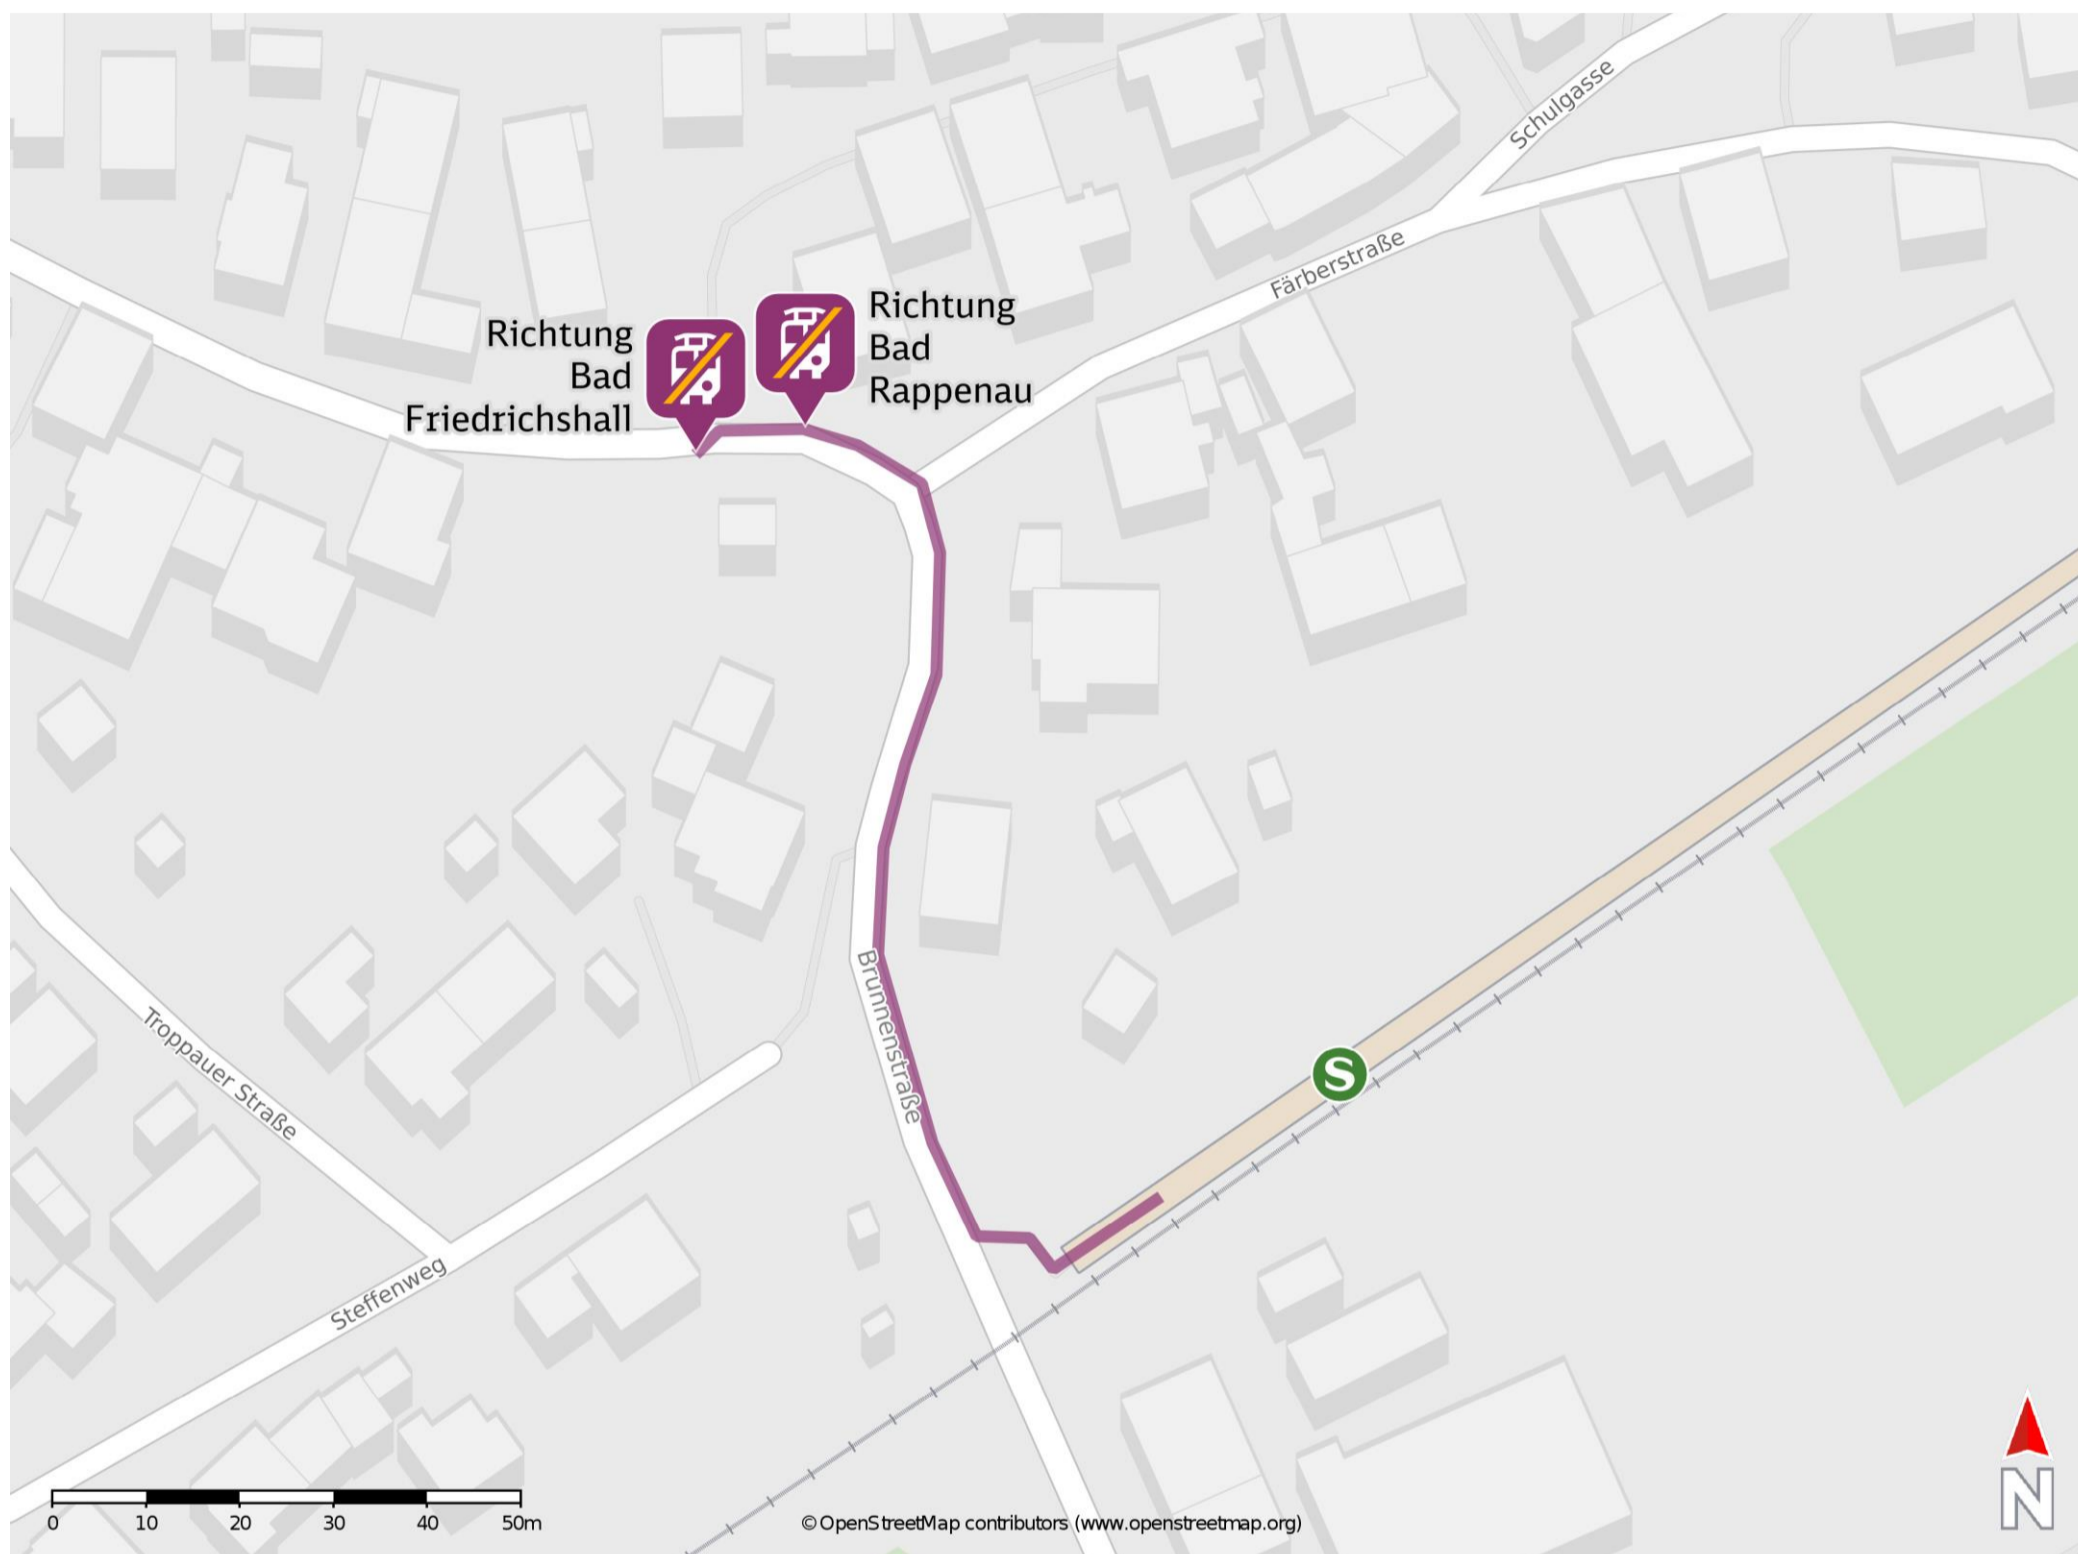 Schulgasse
Färberstraße
Richtung
Bad
Friedrichshall
Richtung
Bad
Rappenau
Brunnenstraße
Troppauer Straße
Steffenweg
S
0 10 20 30 40 50m
© OpenStreetMap contributors (www.openstreetmap.org)
N